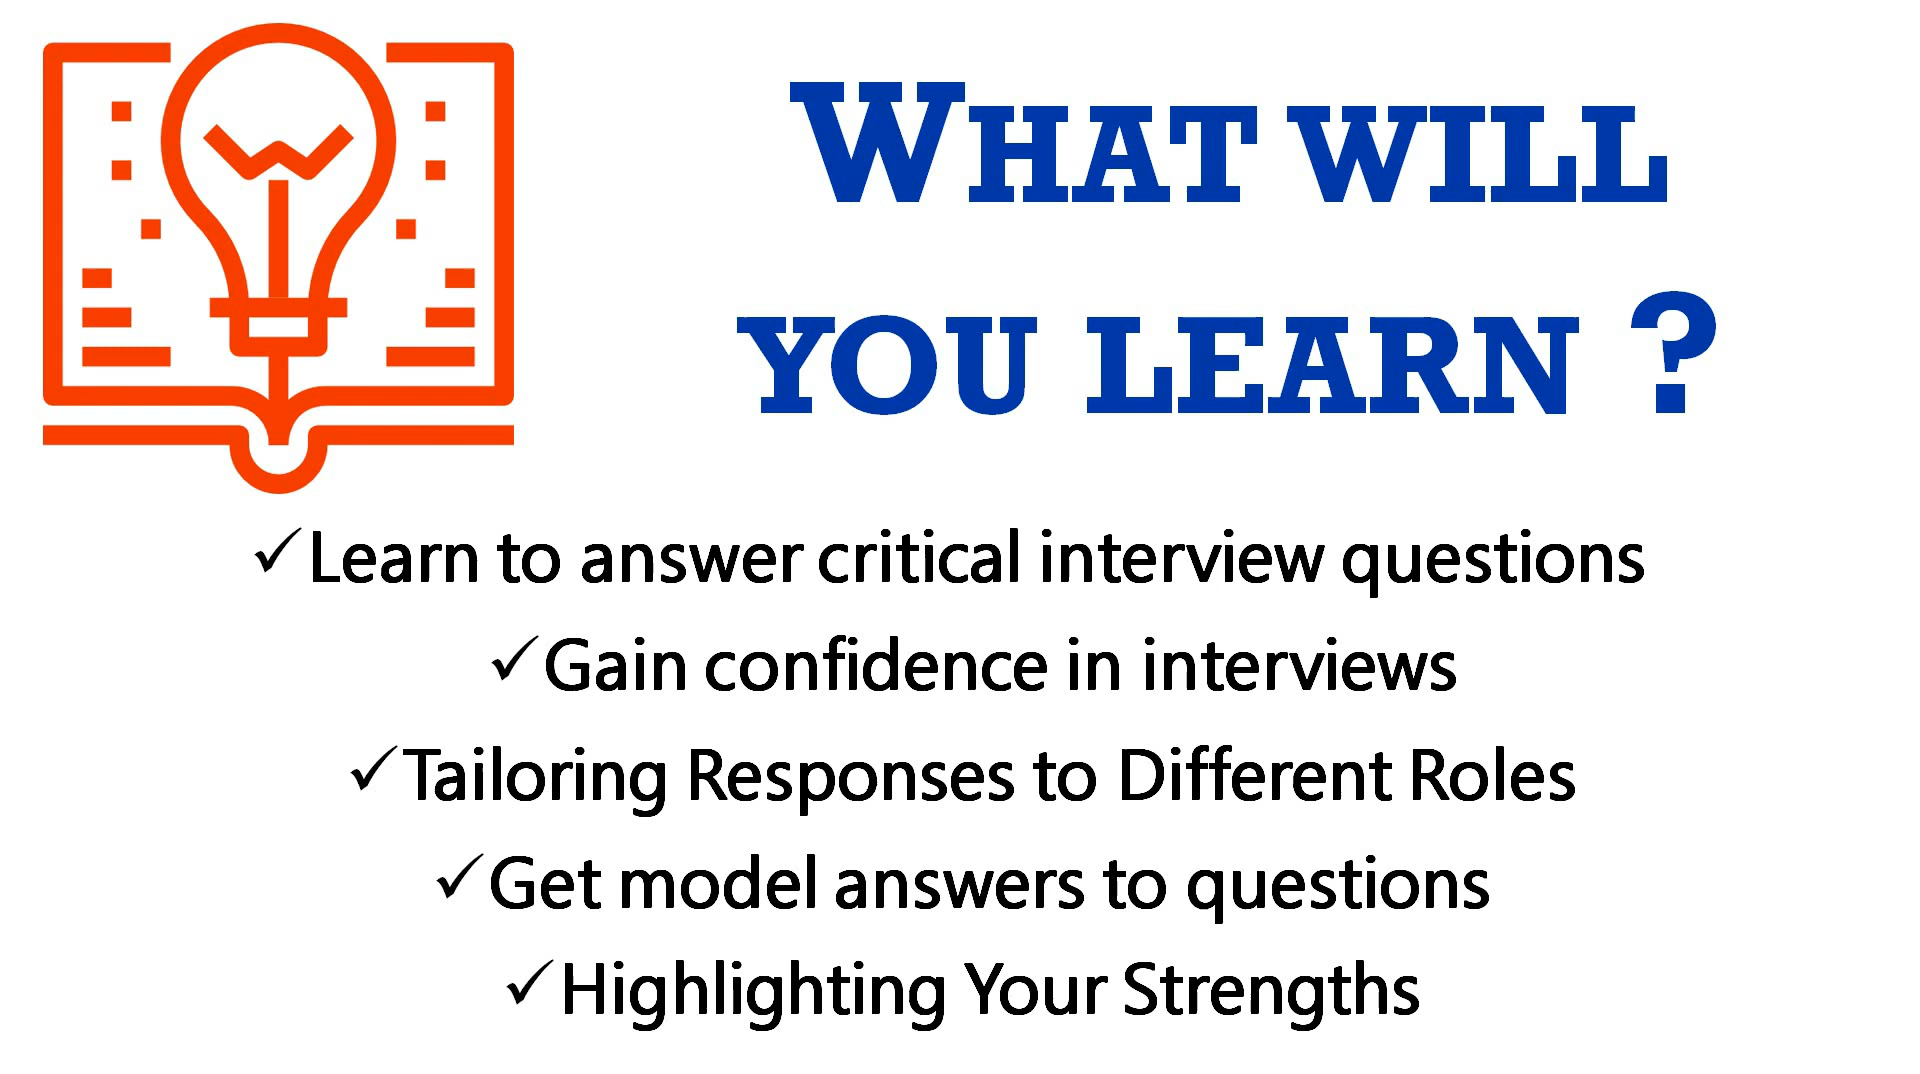 What will
you learn ?
✓Learn to answer critical interview questions
✓Gain confidence in interviews
✓Tailoring Responses to Different Roles
✓Get model answers to questions
✓Highlighting Your Strengths